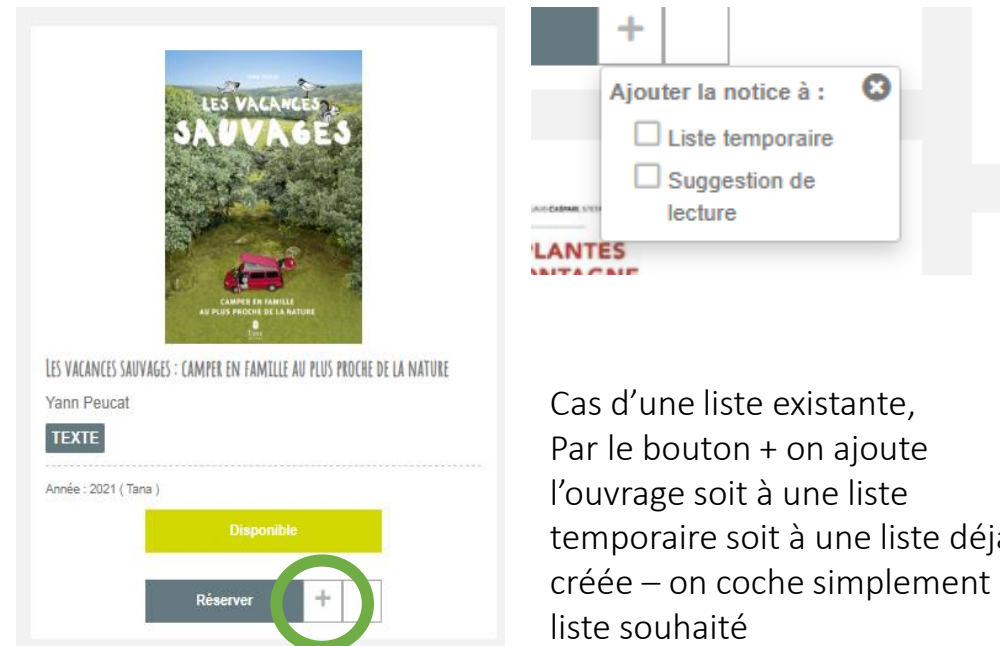 LES VACANCES
SAUVAGES
CAMPER EN FAMILLE
AU PLUS PROCHE DE LA NATURE
Les vacances sauvages : camper en famille au plus proche de la nature
Yann Peucat
TEXTE
Année : 2021 ( Tana )
Disponible
Réserver +
+
Ajouter la notice à :
Liste temporaire
Suggestion de
lecture
PLANTES
Cas d’une liste existante,
Par le bouton + on ajoute
l’ouvrage soit à une liste
temporaire soit à une liste déjà
créée – on coche simplement
liste souhaité